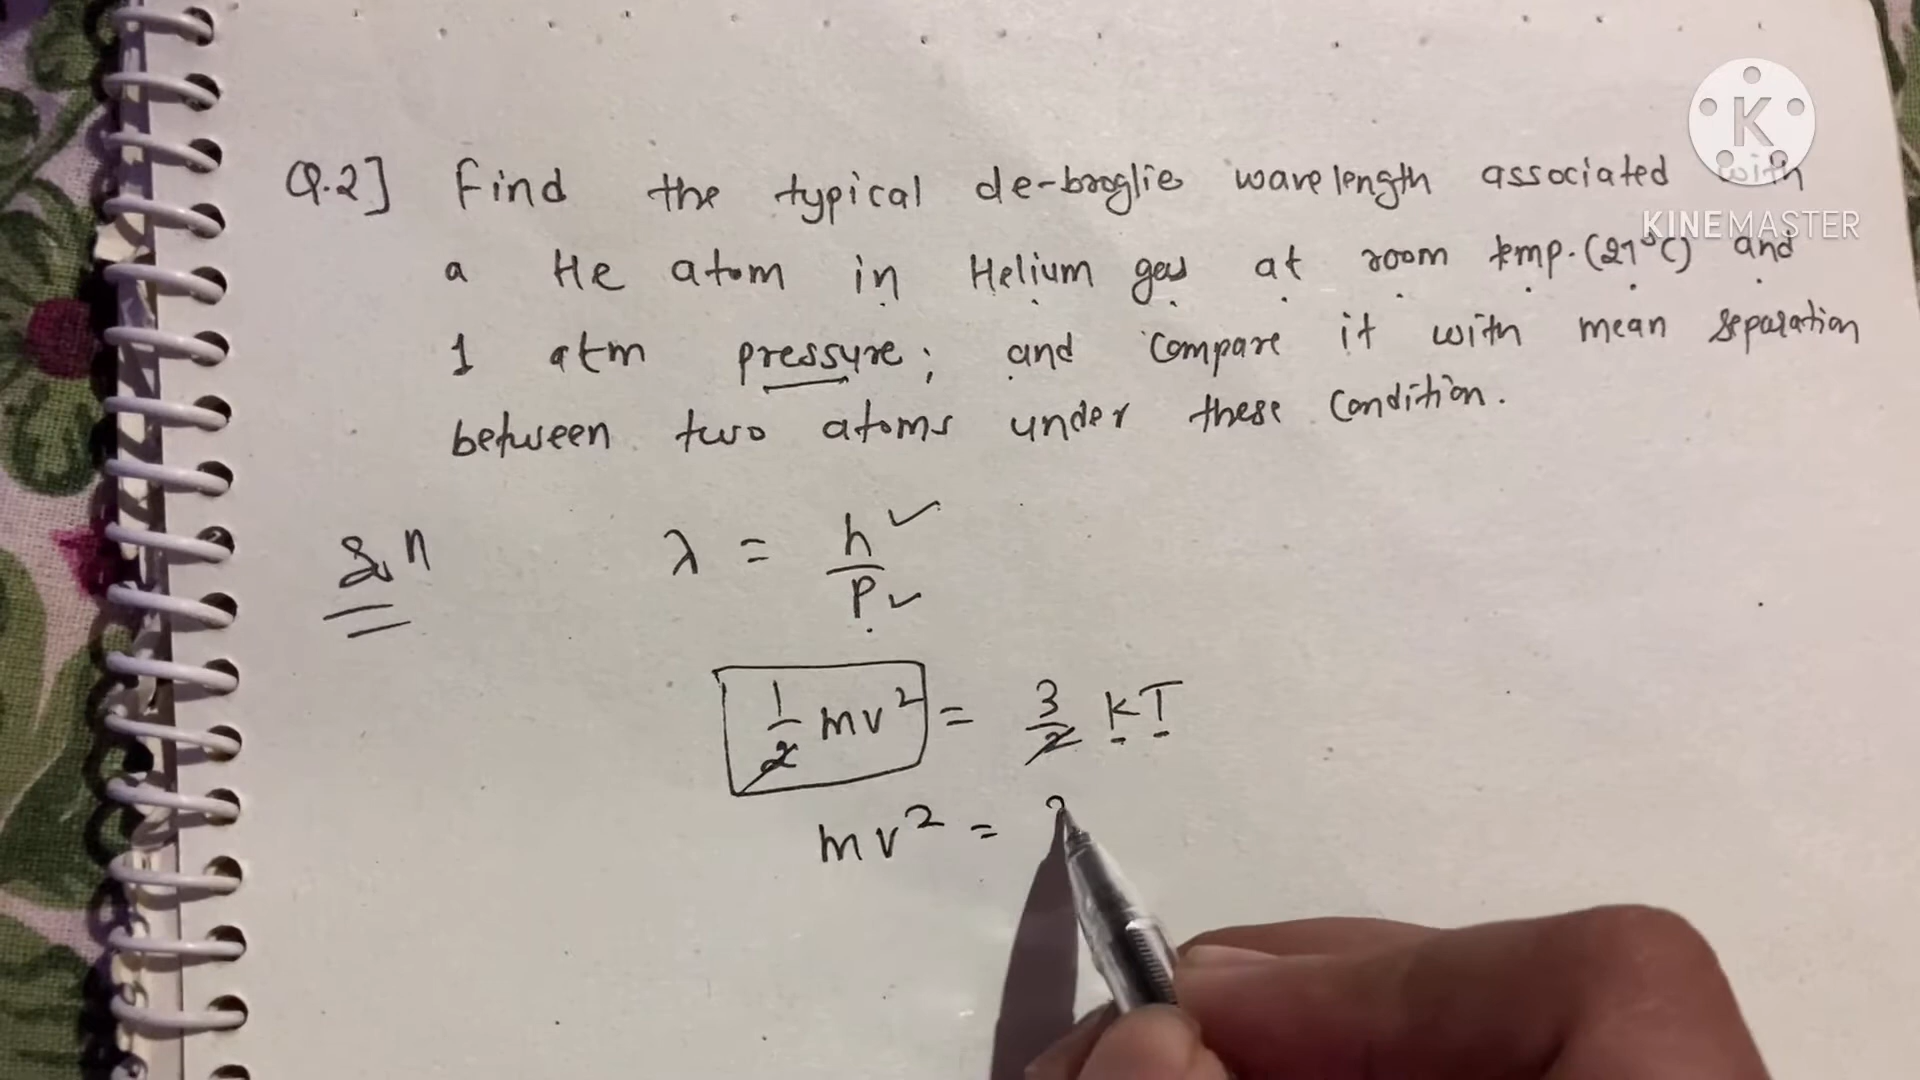 K
KINEMASTER
Q.2] Find the typical de-broglie wavelength associated with
a He atom in Helium gas at room temp. (27°C) and
1 atm pressure; and compare it with mean separation
between two atoms under these condition.
Solⁿ λ = h/P
1/2 mv² = 3/2 KT
mv² =